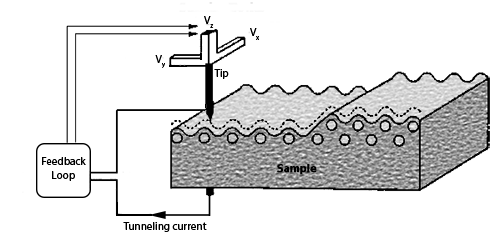 Vz
Vx
Vy
Tip
Feedback
Loop
Sample
Tunneling current